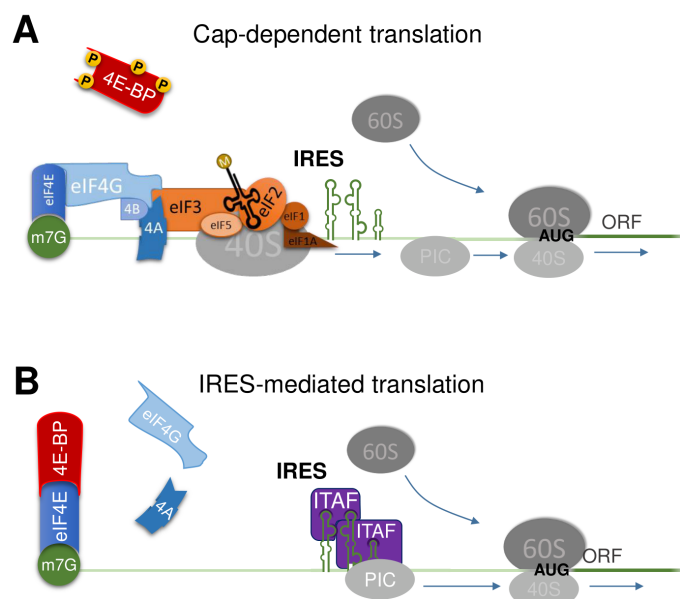 A
Cap-dependent translation
P
P
P
P
4E-BP
60S
IRES
M
eIF4E
eIF4G
4B
4A
eIF3
eIF2
eIF5
eIF1
eIF1A
40S
m7G
60S
AUG
ORF
PIC
40S
B
IRES-mediated translation
4E-BP
eIF4E
m7G
eIF4G
4A
60S
IRES
ITAF
ITAF
PIC
60S
ORF
AUG
40S